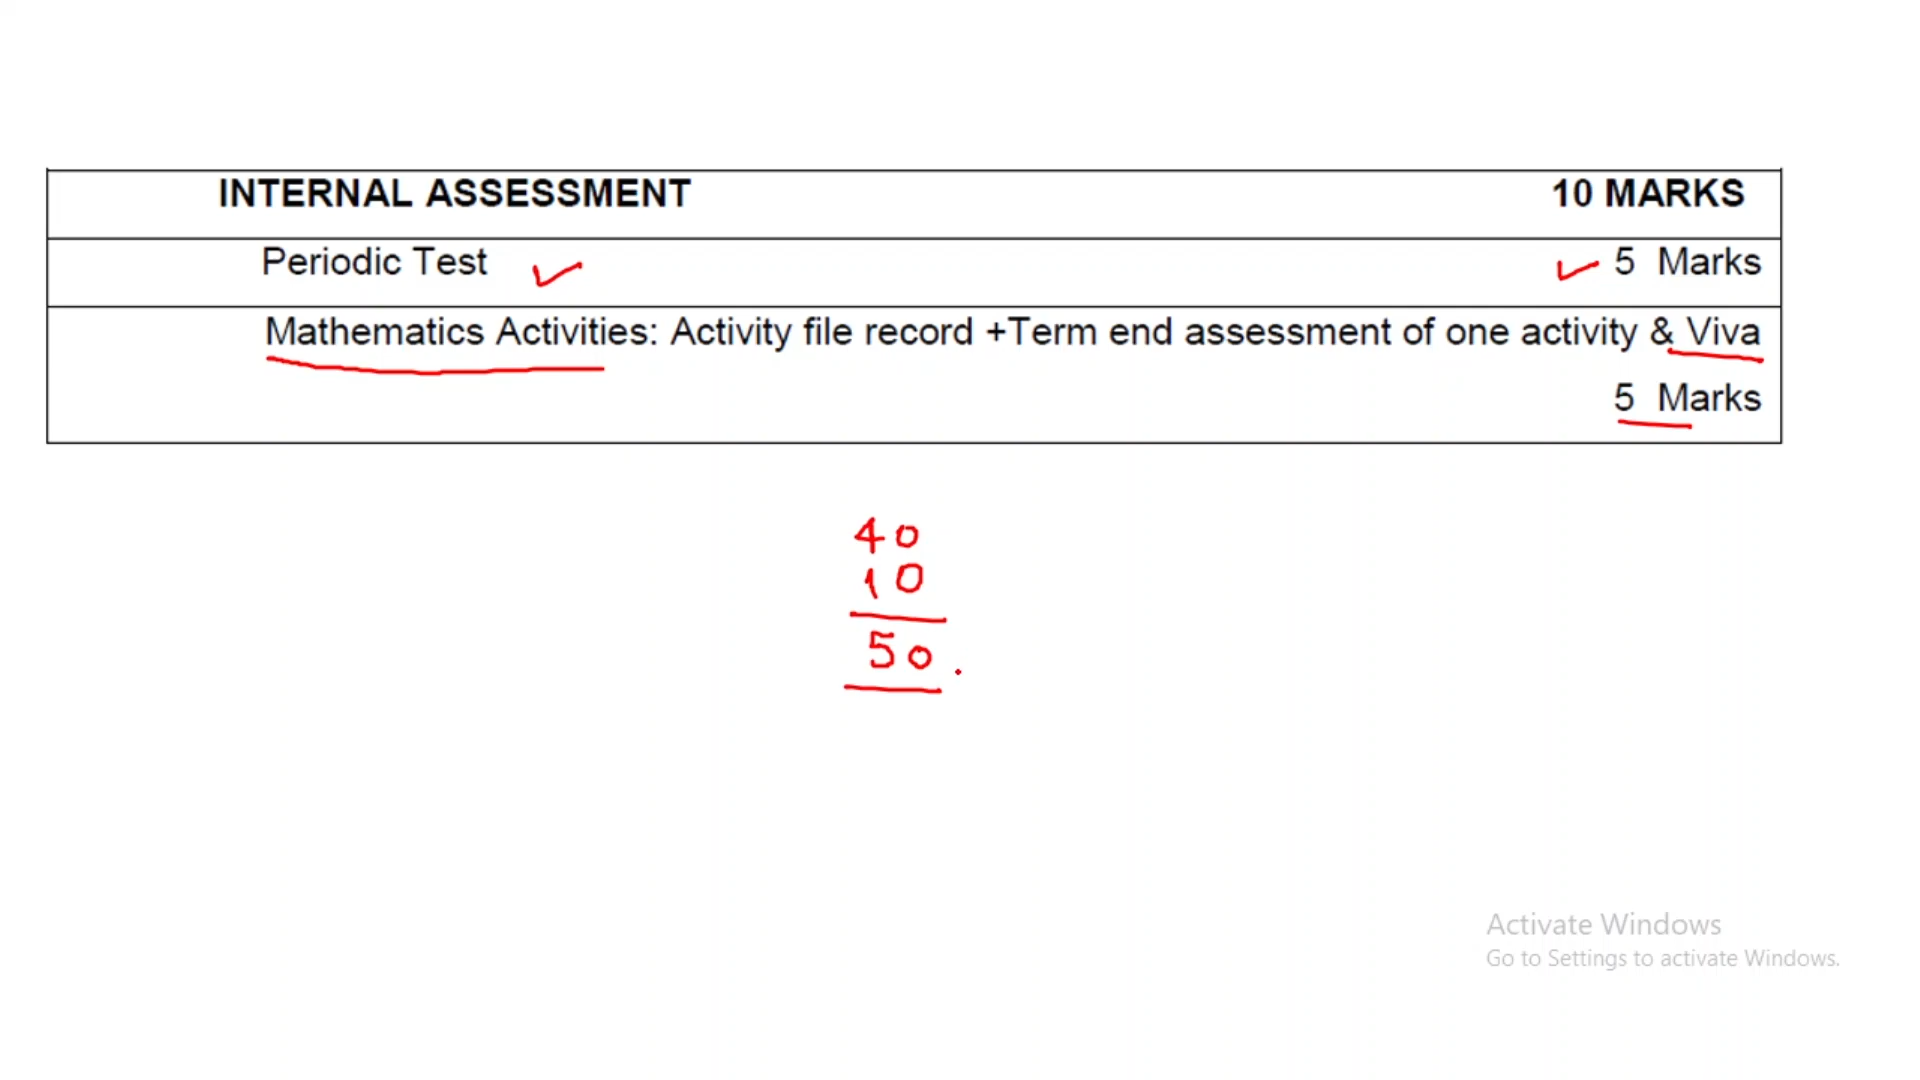 INTERNAL ASSESSMENT 10 MARKS
Periodic Test 5 Marks
Mathematics Activities: Activity file record +Term end assessment of one activity & Viva
5 Marks
40
10
50
Activate Windows
Go to Settings to activate Windows.